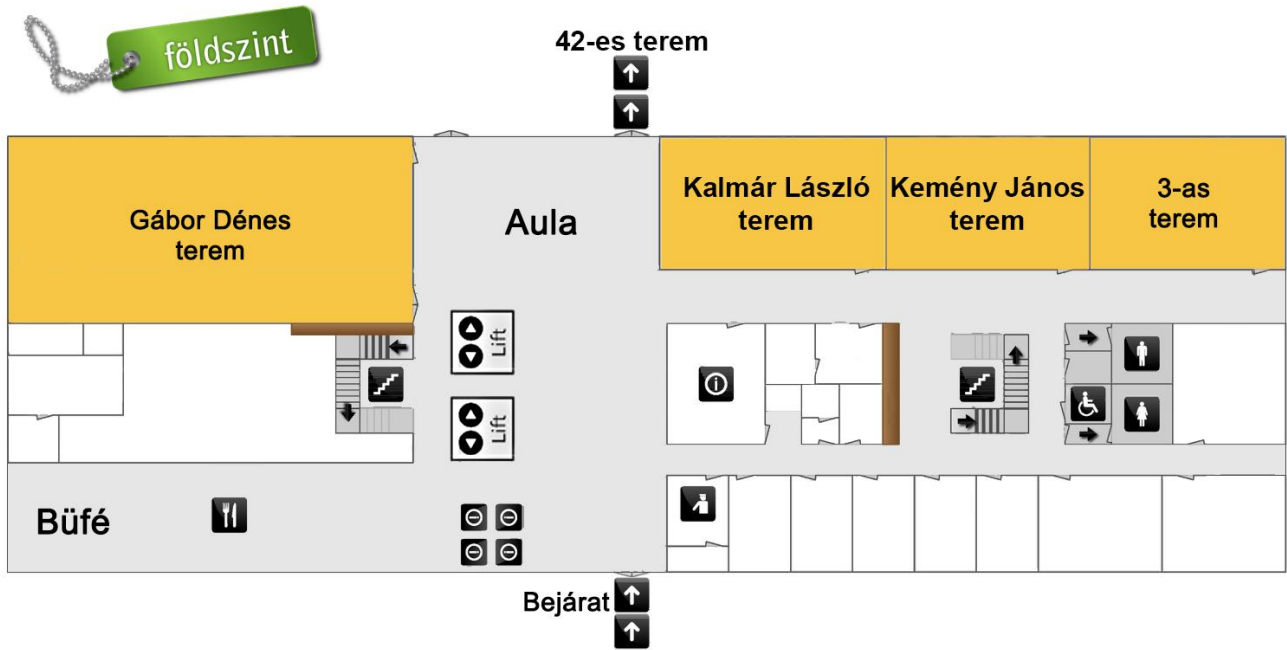 földszint
42-es terem
Gábor Dénes
terem
Aula
Kalmár László
terem
Kemény János
terem
3-as
terem
Lift
Lift
Büfé
Bejárat